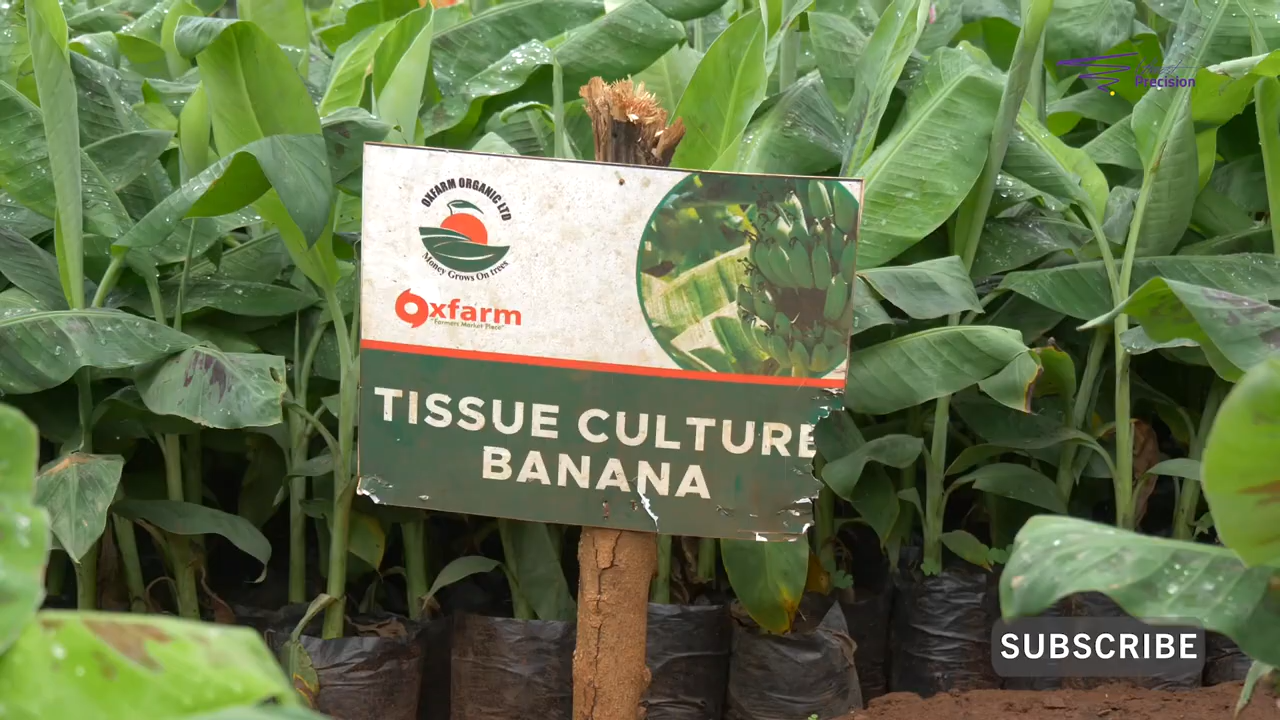 Precision
OXFARM ORGANIC LTD
Money Grows On trees
Oxfarm
"Farmers Market Place"
TISSUE CULTURE
BANANA
SUBSCRIBE